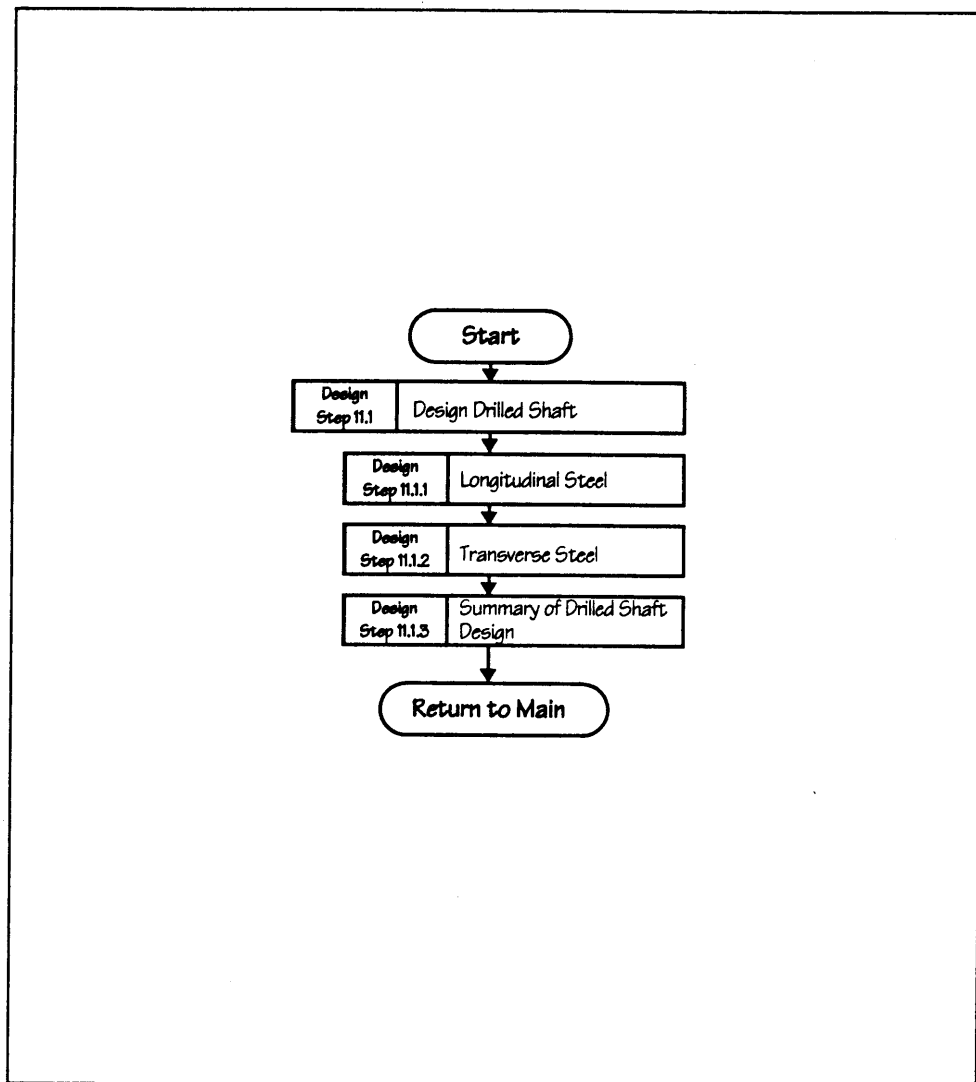 Start
Design
Step 11.1
Design Drilled Shaft
Design
Step 11.1.1
Longitudinal Steel
Design
Step 11.1.2
Transverse Steel
Design
Step 11.1.3
Summary of Drilled Shaft
Design
Return to Main